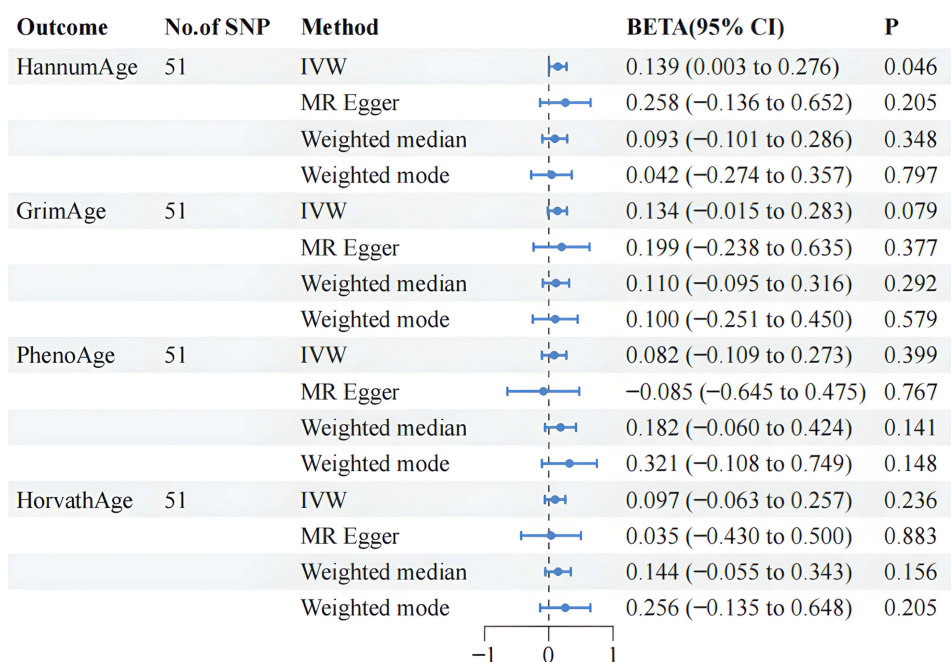 Outcome No.of SNP Method BETA(95% CI) P
HannumAge 51 IVW 0.139 (0.003 to 0.276) 0.046
MR Egger 0.258 (−0.136 to 0.652) 0.205
Weighted median 0.093 (−0.101 to 0.286) 0.348
Weighted mode 0.042 (−0.274 to 0.357) 0.797
GrimAge 51 IVW 0.134 (−0.015 to 0.283) 0.079
MR Egger 0.199 (−0.238 to 0.635) 0.377
Weighted median 0.110 (−0.095 to 0.316) 0.292
Weighted mode 0.100 (−0.251 to 0.450) 0.579
PhenoAge 51 IVW 0.082 (−0.109 to 0.273) 0.399
MR Egger −0.085 (−0.645 to 0.475) 0.767
Weighted median 0.182 (−0.060 to 0.424) 0.141
Weighted mode 0.321 (−0.108 to 0.749) 0.148
HorvathAge 51 IVW 0.097 (−0.063 to 0.257) 0.236
MR Egger 0.035 (−0.430 to 0.500) 0.883
Weighted median 0.144 (−0.055 to 0.343) 0.156
Weighted mode 0.256 (−0.135 to 0.648) 0.205
−1 0 1